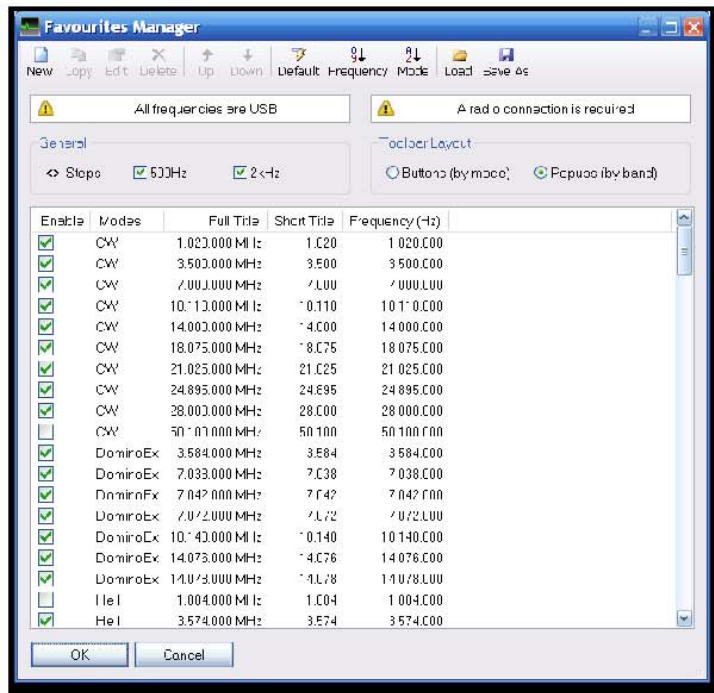 Favourites Manager
New Copy Edit Delete Up Down Default Frequency Mode Load Save As
All frequencies are USB A radio connection is required
General Toolbar Layout
<> Steps 500Hz 2kHz Buttons (by mode) Popups (by band)
Enable Modes Full Title Short Title Frequency (Hz)
CW 1.820.000 MHz 1.820 1 820.000
CW 3.500.000 MHz 3.500 3 500.000
CW 7.000.000 MHz 7.000 7 000.000
CW 10.110.000 MHz 10.110 10 110.000
CW 14.000.000 MHz 14.000 14 000.000
CW 18.075.000 MHz 18.075 18 075.000
CW 21.025.000 MHz 21.025 21 025.000
CW 24.895.000 MHz 24.895 24 895.000
CW 28.000.000 MHz 28.000 28 000.000
CW 50.100.000 MHz 50.100 50 100.000
DominoEx 3.584.000 MHz 3.584 3 584.000
DominoEx 7.038.000 MHz 7.038 7 038.000
DominoEx 7.042.000 MHz 7.042 7 042.000
DominoEx 7.072.000 MHz 7.072 7 072.000
DominoEx 10.140.000 MHz 10.140 10 140.000
DominoEx 14.076.000 MHz 14.076 14 076.000
DominoEx 14.078.000 MHz 14.078 14 078.000
Hell MHz
Hell 3.574.000 MHz 3.574 3 574.000
OK Cancel